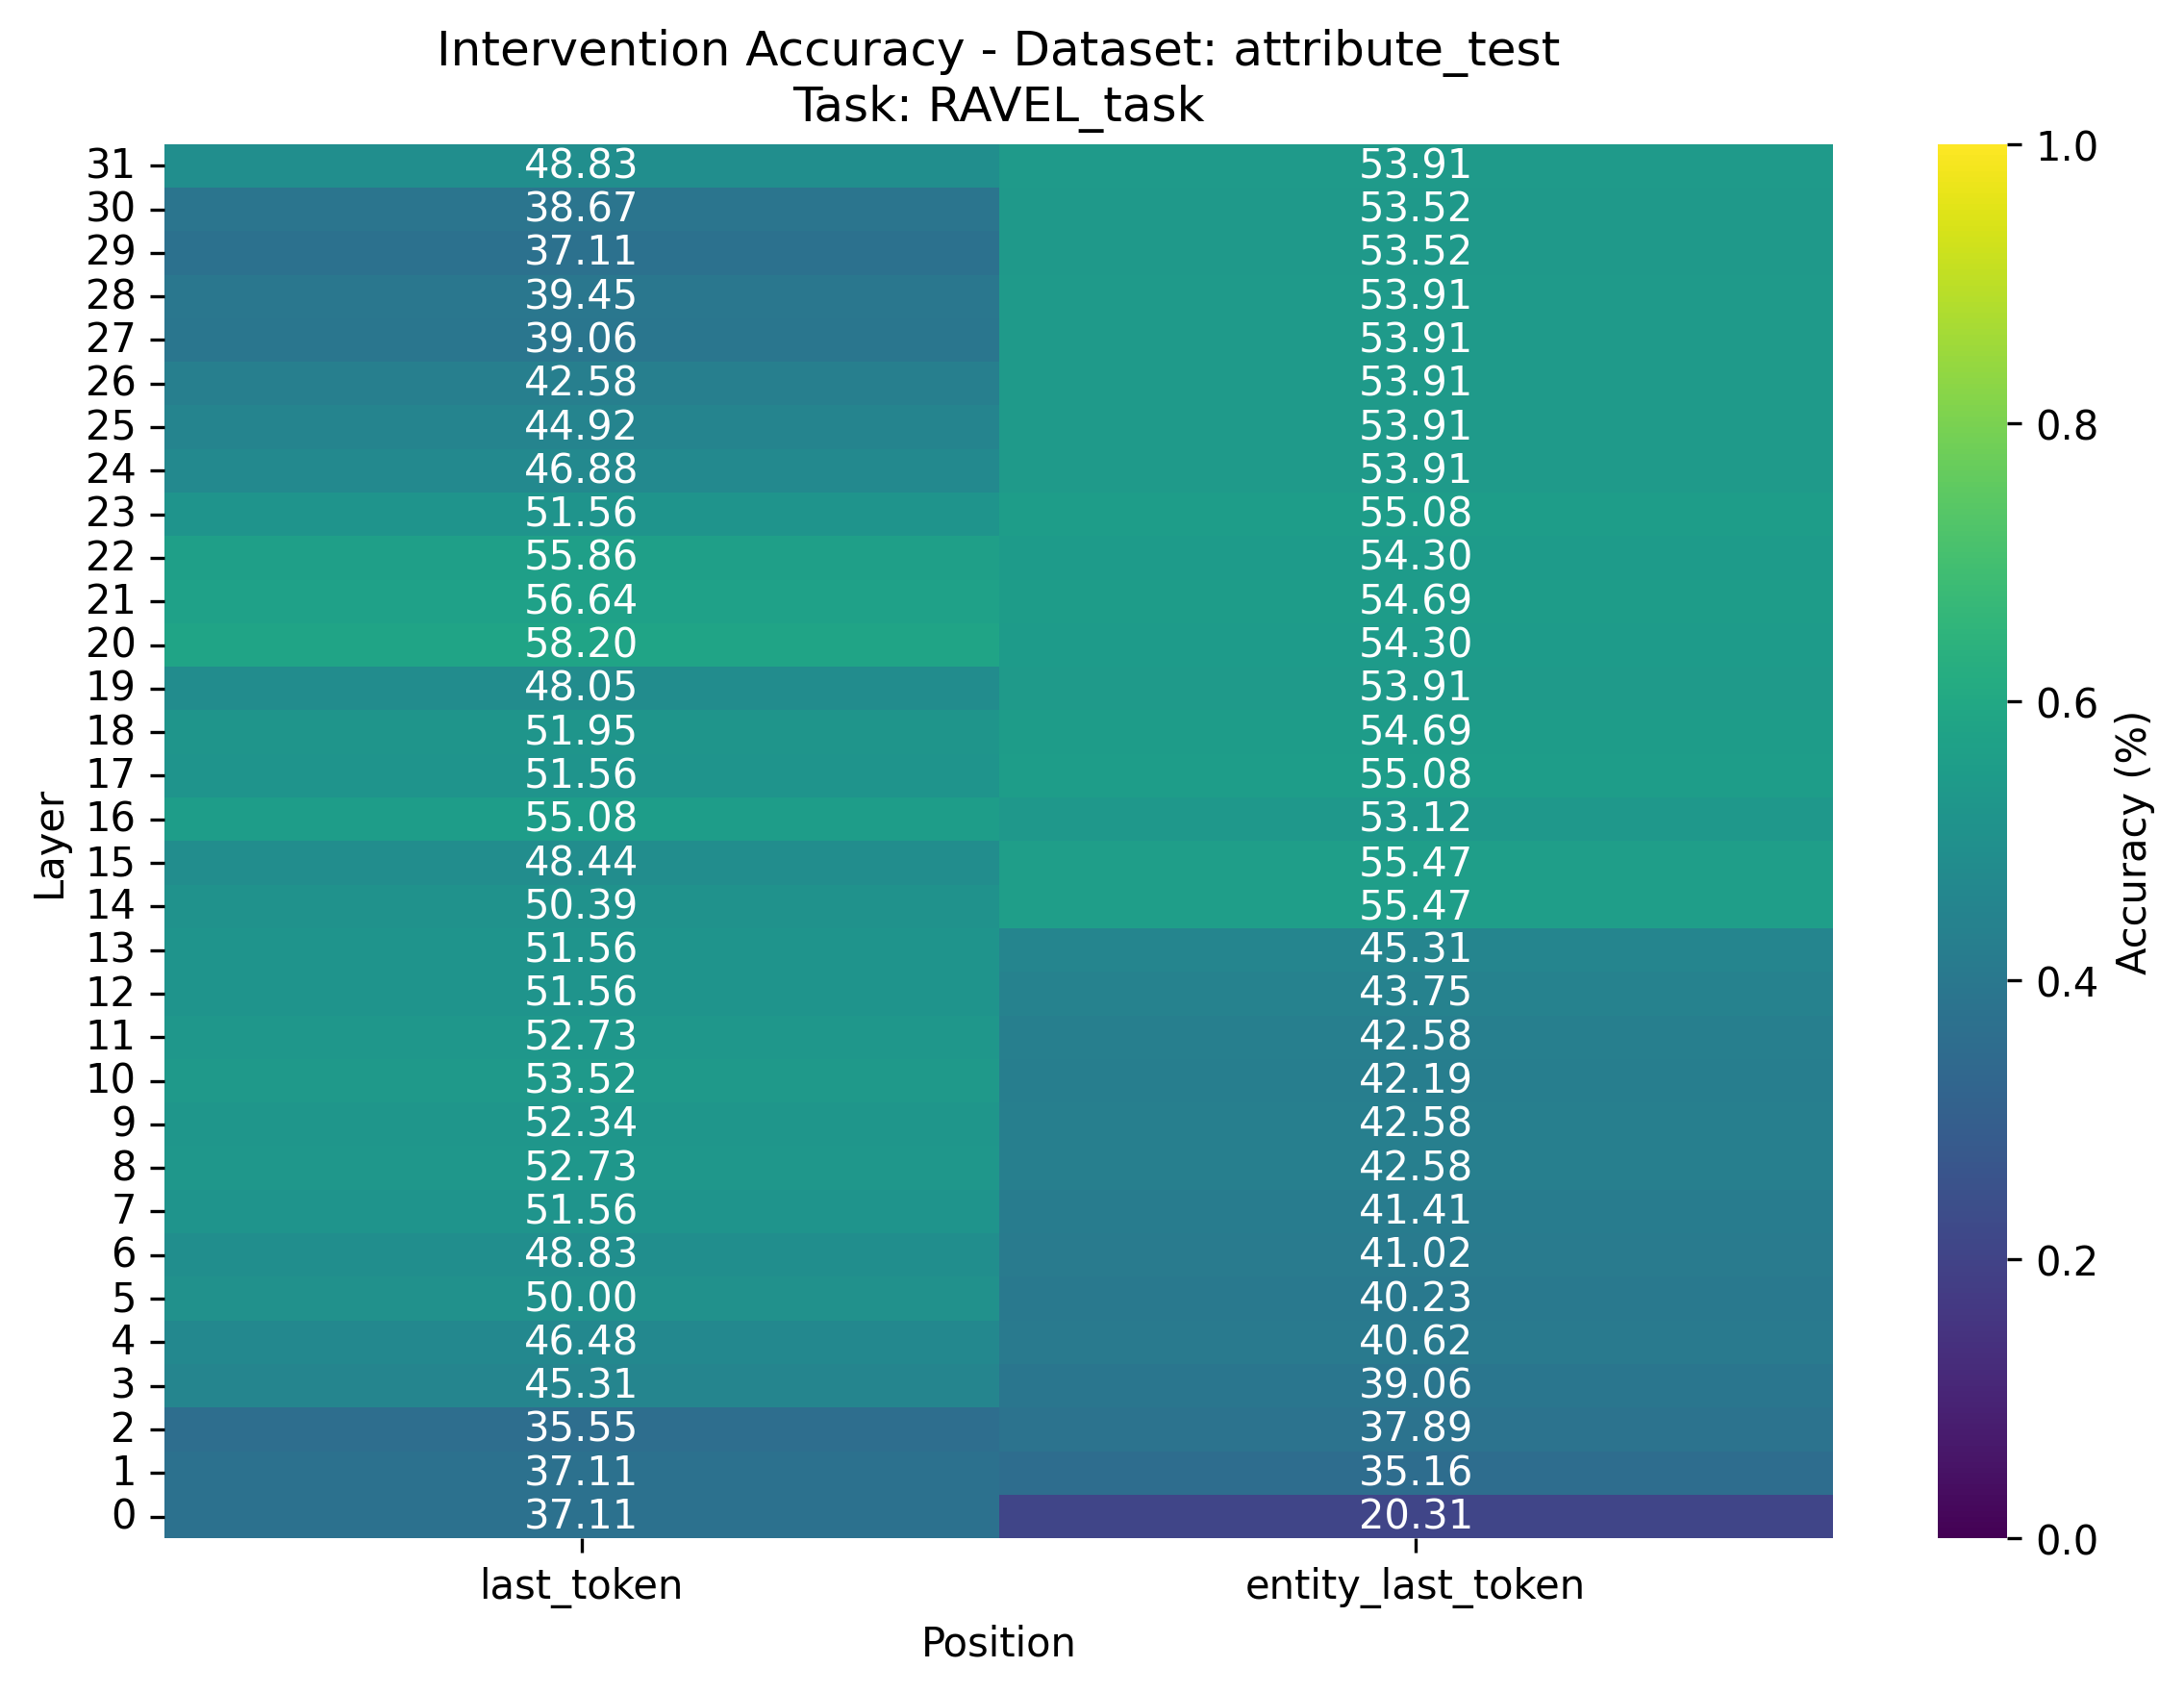 Intervention Accuracy - Dataset: attribute_test
Task: RAVEL_task
31 48.83 53.91
30 38.67 53.52
29 37.11 53.52
28 39.45 53.91
27 39.06 53.91
26 42.58 53.91
25 44.92 53.91
24 46.88 53.91
23 51.56 55.08
22 55.86 54.30
21 56.64 54.69
20 58.20 54.30
19 48.05 53.91
18 51.95 54.69
17 51.56 55.08
16 55.08 53.12
15 48.44 55.47
14 50.39 55.47
13 51.56 45.31
12 51.56 43.75
11 52.73 42.58
10 53.52 42.19
9 52.34 42.58
8 52.73 42.58
7 51.56 41.41
6 48.83 41.02
5 50.00 40.23
4 46.48 40.62
3 45.31 39.06
2 35.55 37.89
1 37.11 35.16
0 37.11 20.31
Layer
last_token entity_last_token
Position
1.0
0.8
0.6
0.4
0.2
0.0
Accuracy (%)